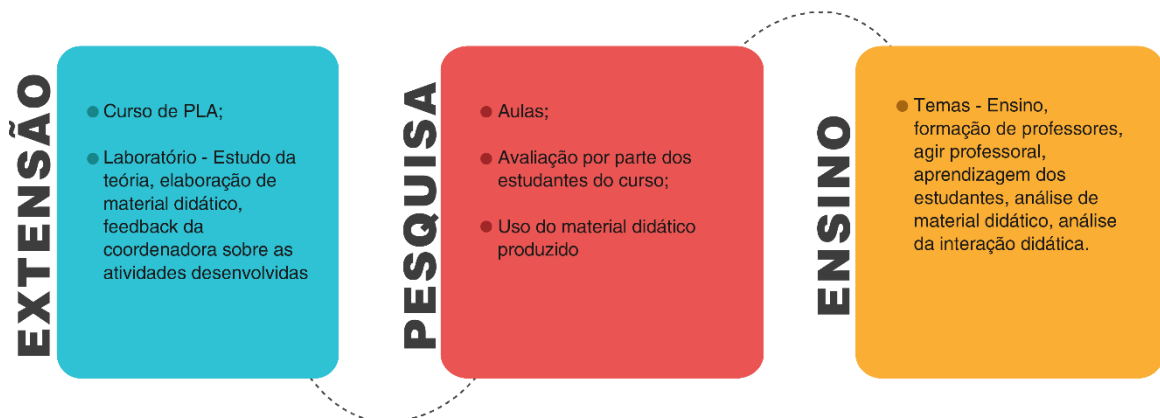 EXTENSÃO
Curso de PLA;
Laboratório - Estudo da
teória, elaboração de
material didático,
feedback da
coordenadora sobre as
atividades desenvolvidas
PESQUISA
Aulas;
Avaliação por parte dos
estudantes do curso;
Uso do material didático
produzido
ENSINO
Temas - Ensino,
formação de professores,
agir professoral,
aprendizagem dos
estudantes, análise de
material didático, análise
da interação didática.